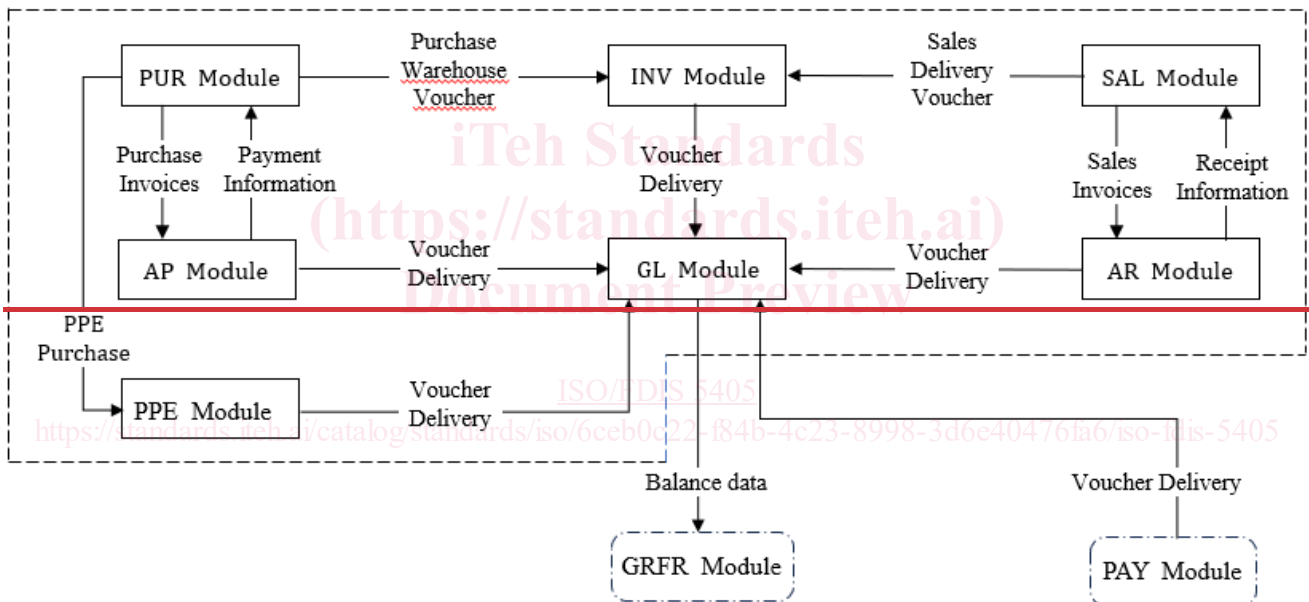 PUR Module
Purchase
Warehouse
Voucher
INV Module
Sales
Delivery
Voucher
SAL Module
Purchase
Invoices
Payment
Information
Voucher
Delivery
Sales
Invoices
Receipt
Information
iTeh Standards
(https://standards.iteh.ai)
Document Preview
AP Module
Voucher
Delivery
GL Module
Voucher
Delivery
AR Module
PPE
Purchase
PPE Module
Voucher
Delivery
ISO/FDIS 5405
https://standards.iteh.ai/catalog/standards/iso/6ceb0c22-f84b-4c23-8998-3d6e40476fa6/iso-fdis-5405
Balance data
Voucher Delivery
GRFR Module
PAY Module